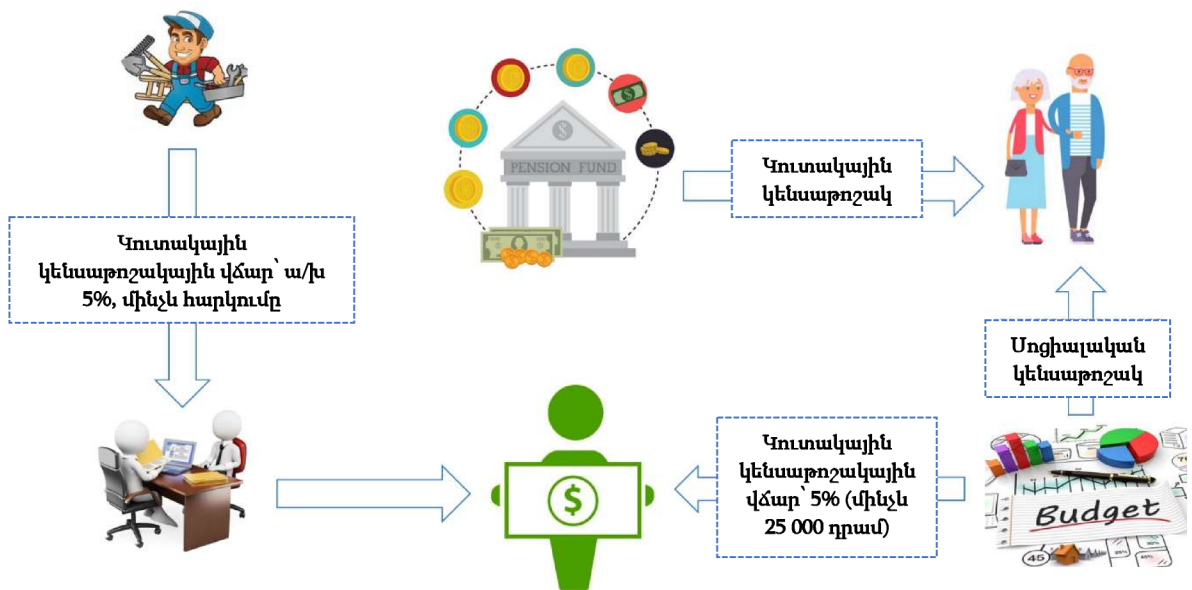 PENSION FUND
Կուտակային
կենսաթոշակ
Կուտակային
կենսաթոշակային վճար՝ ա/խ
5%, մինչև հարկումը
Սոցիալական
կենսաթոշակ
Կուտակային
կենսաթոշակային
վճար՝ 5% (մինչև
25 000 դրամ)
Budget
45